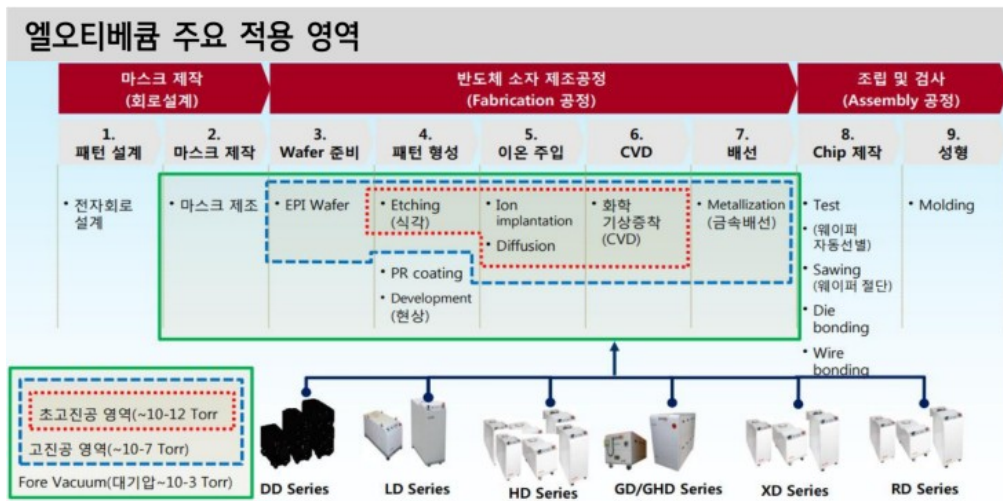 엘오티베큠 주요 적용 영역
마스크 제작
(회로설계)
반도체 소자 제조공정
(Fabrication 공정)
조립 및 검사
(Assembly 공정)
1.
패턴 설계
2.
마스크 제작
3.
Wafer 준비
4.
패턴 형성
5.
이온 주입
6.
CVD
7.
배선
8.
Chip 제작
9.
성형
• 전자회로
설계
• 마스크 제조
• EPI Wafer
• Etching
(식각)
• PR coating
• Development
(현상)
• Ion
implantation
• Diffusion
• 화학
기상증착
(CVD)
• Metallization
(금속배선)
• Test
• (웨이퍼
자동선별)
• Sawing
(웨이퍼 절단)
• Die
bonding
• Wire
bonding
• Molding
초고진공 영역(~10-12 Torr
고진공 영역(~10-7 Torr)
Fore Vacuum(대기압~10-3 Torr)
DD Series
LD Series
HD Series
GD/GHD Series
XD Series
RD Series